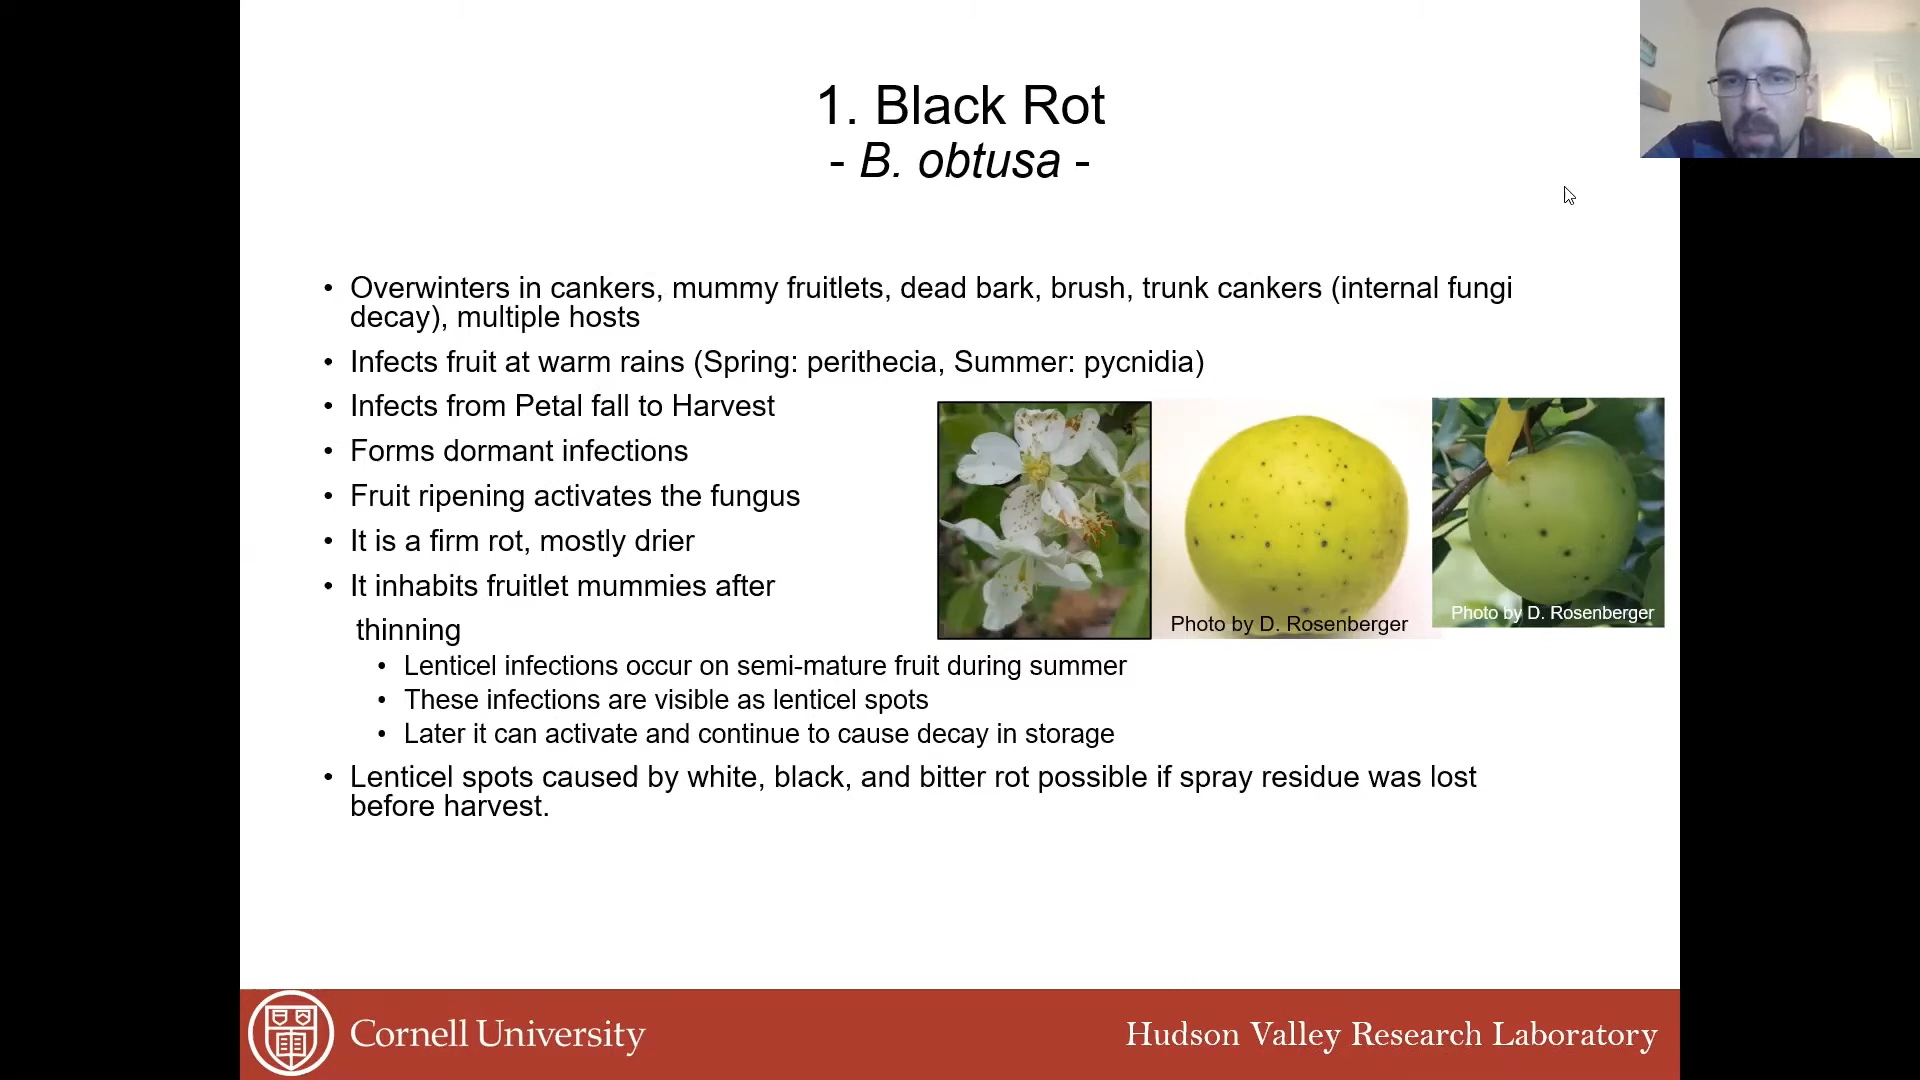 1. Black Rot
- B. obtusa -
• Overwinters in cankers, mummy fruitlets, dead bark, brush, trunk cankers (internal fungi
decay), multiple hosts
• Infects fruit at warm rains (Spring: perithecia, Summer: pycnidia)
• Infects from Petal fall to Harvest
• Forms dormant infections
• Fruit ripening activates the fungus
• It is a firm rot, mostly drier
• It inhabits fruitlet mummies after
thinning
Photo by D. Rosenberger
Photo by D. Rosenberger
• Lenticel infections occur on semi-mature fruit during summer
• These infections are visible as lenticel spots
• Later it can activate and continue to cause decay in storage
• Lenticel spots caused by white, black, and bitter rot possible if spray residue was lost
before harvest.
Cornell University
Hudson Valley Research Laboratory